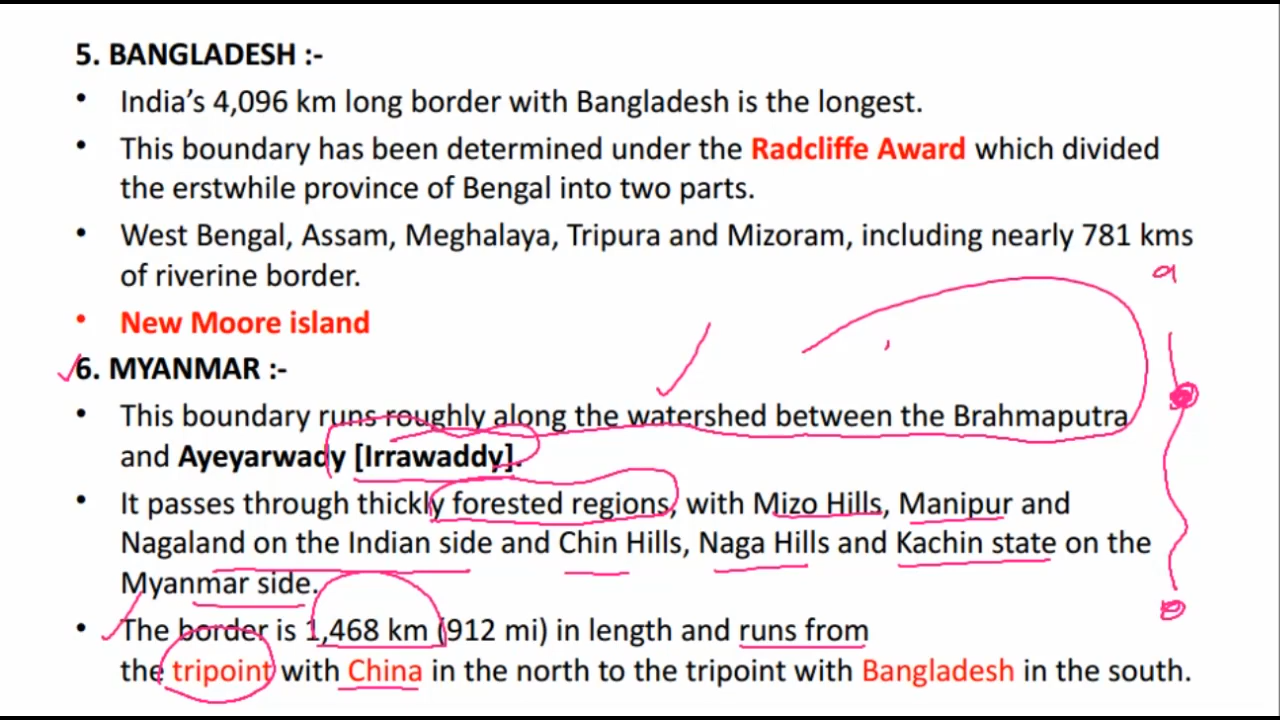 5. BANGLADESH :-
• India’s 4,096 km long border with Bangladesh is the longest.
• This boundary has been determined under the Radcliffe Award which divided
the erstwhile province of Bengal into two parts.
• West Bengal, Assam, Meghalaya, Tripura and Mizoram, including nearly 781 kms
of riverine border.
• New Moore island
6. MYANMAR :-
• This boundary runs roughly along the watershed between the Brahmaputra
and Ayeyarwady [Irrawaddy].
• It passes through thickly forested regions, with Mizo Hills, Manipur and
Nagaland on the Indian side and Chin Hills, Naga Hills and Kachin state on the
Myanmar side.
• The border is 1,468 km (912 mi) in length and runs from
the tripoint with China in the north to the tripoint with Bangladesh in the south.